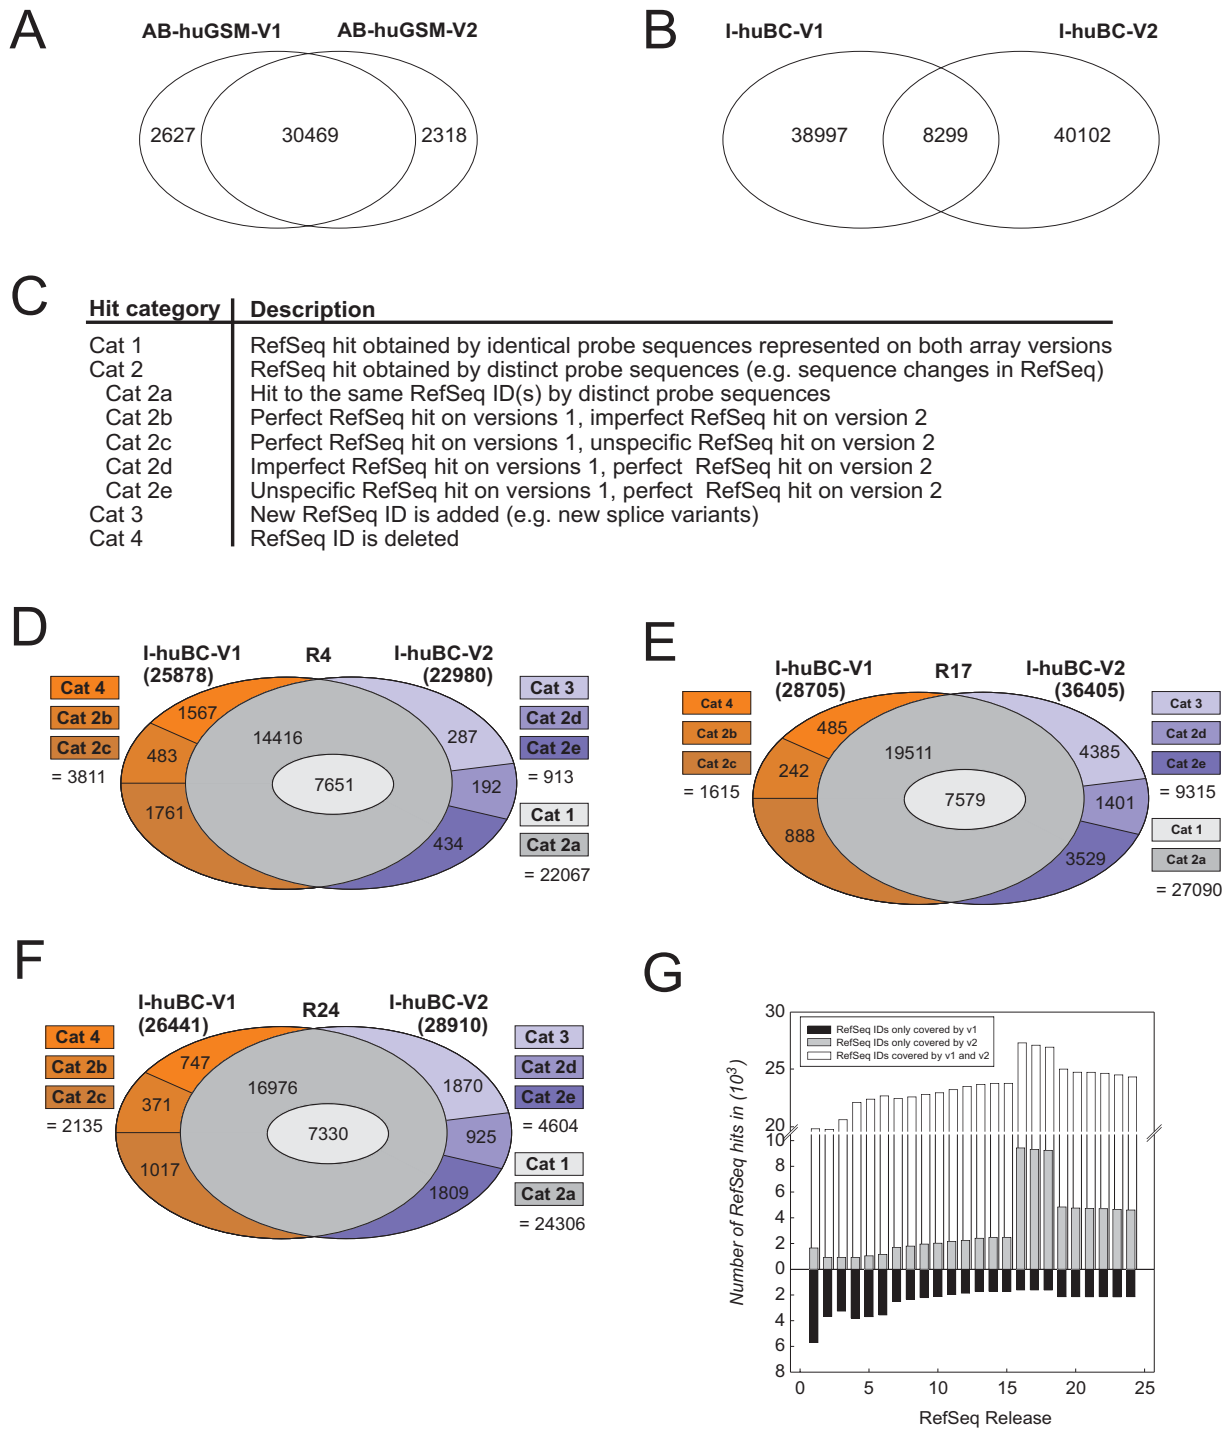 A
AB-huGSM-V1
AB-huGSM-V2
2627
30469
2318
B
I-huBC-V1
I-huBC-V2
38997
8299
40102
C
Hit category Description
Cat 1 RefSeq hit obtained by identical probe sequences represented on both array versions
Cat 2 RefSeq hit obtained by distinct probe sequences (e.g. sequence changes in RefSeq)
Cat 2a Hit to the same RefSeq ID(s) by distinct probe sequences
Cat 2b Perfect RefSeq hit on versions 1, imperfect RefSeq hit on version 2
Cat 2c Perfect RefSeq hit on versions 1, unspecific RefSeq hit on version 2
Cat 2d Imperfect RefSeq hit on versions 1, perfect RefSeq hit on version 2
Cat 2e Unspecific RefSeq hit on versions 1, perfect RefSeq hit on version 2
Cat 3 New RefSeq ID is added (e.g. new splice variants)
Cat 4 RefSeq ID is deleted
D
I-huBC-V1
(25878)
R4
I-huBC-V2
(22980)
Cat 4
Cat 2b
Cat 2c
= 3811
1567
483
1761
14416
7651
287
192
434
Cat 3
Cat 2d
Cat 2e
= 913
Cat 1
Cat 2a
= 22067
E
I-huBC-V1
(28705)
R17
I-huBC-V2
(36405)
Cat 4
Cat 2b
Cat 2c
= 1615
485
242
888
19511
7579
4385
1401
3529
Cat 3
Cat 2d
Cat 2e
= 9315
Cat 1
Cat 2a
= 27090
F
I-huBC-V1
(26441)
R24
I-huBC-V2
(28910)
Cat 4
Cat 2b
Cat 2c
= 2135
747
371
1017
16976
7330
1870
925
1809
Cat 3
Cat 2d
Cat 2e
= 4604
Cat 1
Cat 2a
= 24306
G
RefSeq IDs only covered by v1
RefSeq IDs only covered by v2
RefSeq IDs covered by v1 and v2
Number of RefSeq hits in (10³)
30
25
20
10
8
6
4
2
0
2
4
6
8
0 5 10 15 20 25
RefSeq Release